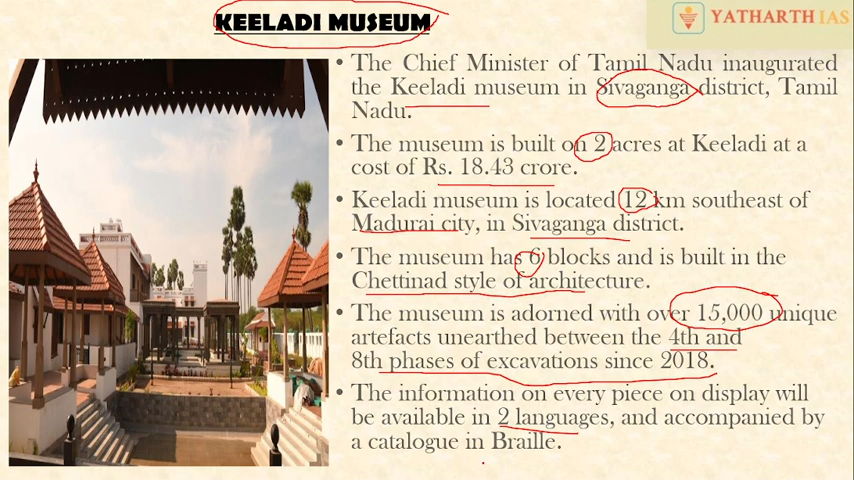 KEELADI MUSEUM
YATHARTH IAS
• The Chief Minister of Tamil Nadu inaugurated
the Keeladi museum in Sivaganga district, Tamil
Nadu.
• The museum is built on 2 acres at Keeladi at a
cost of Rs. 18.43 crore.
• Keeladi museum is located 12 km southeast of
Madurai city, in Sivaganga district.
• The museum has 6 blocks and is built in the
Chettinad style of architecture.
• The museum is adorned with over 15,000 unique
artefacts unearthed between the 4th and
8th phases of excavations since 2018.
• The information on every piece on display will
be available in 2 languages, and accompanied by
a catalogue in Braille.